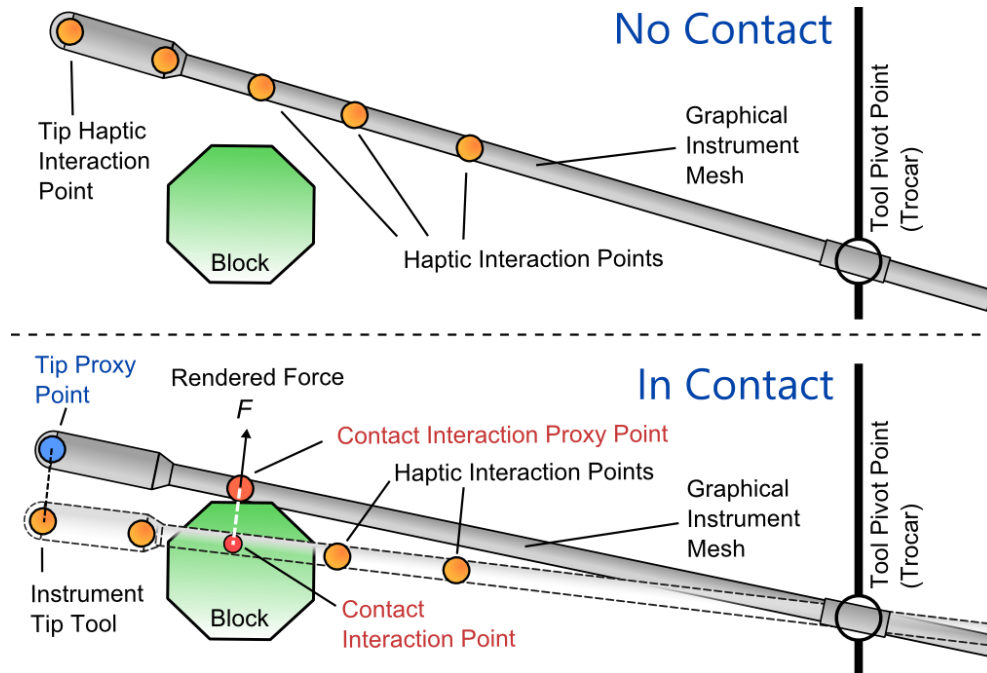 No Contact
Tip Haptic
Interaction
Point
Block
Haptic Interaction Points
Graphical
Instrument
Mesh
Tool Pivot Point
(Trocar)
In Contact
Tip Proxy
Point
Rendered Force
F
Contact Interaction Proxy Point
Haptic Interaction Points
Graphical
Instrument
Mesh
Tool Pivot Point
(Trocar)
Instrument
Tip Tool
Block
Contact
Interaction Point